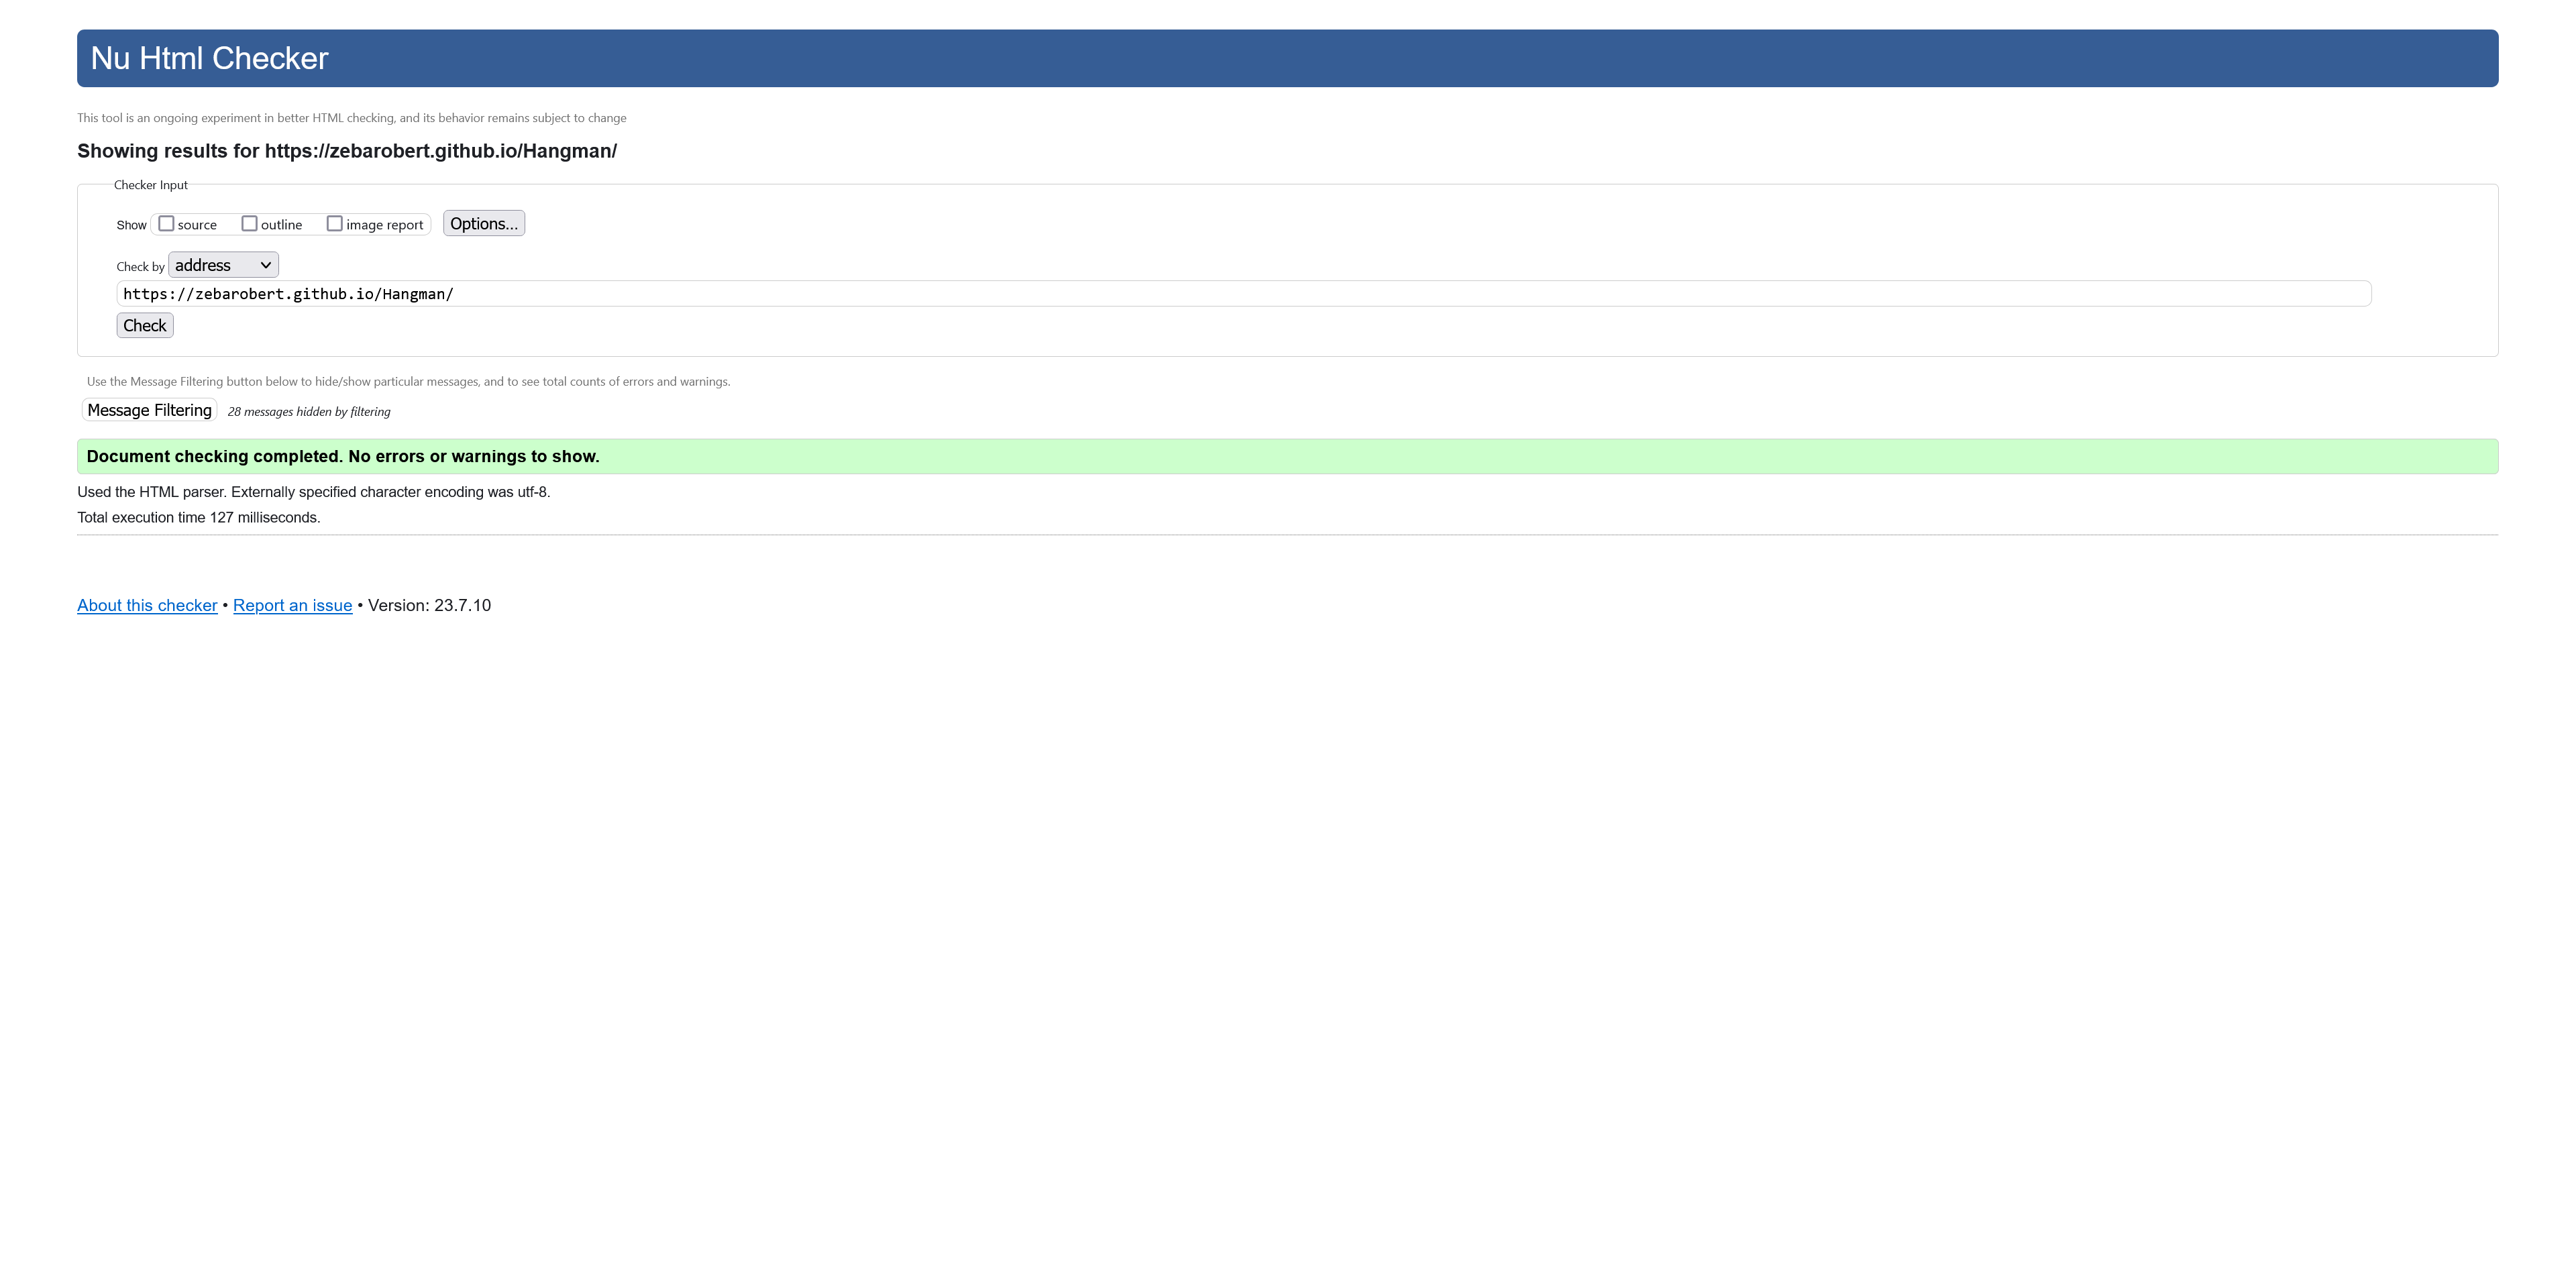 Nu Html Checker
This tool is an ongoing experiment in better HTML checking, and its behavior remains subject to change
Showing results for https://zebarobert.github.io/Hangman/
Checker Input
Show source outline image report Options...
Check by address
https://zebarobert.github.io/Hangman/
Check
Use the Message Filtering button below to hide/show particular messages, and to see total counts of errors and warnings.
Message Filtering 28 messages hidden by filtering
Document checking completed. No errors or warnings to show.
Used the HTML parser. Externally specified character encoding was utf-8.
Total execution time 127 milliseconds.
About this checker • Report an issue • Version: 23.7.10